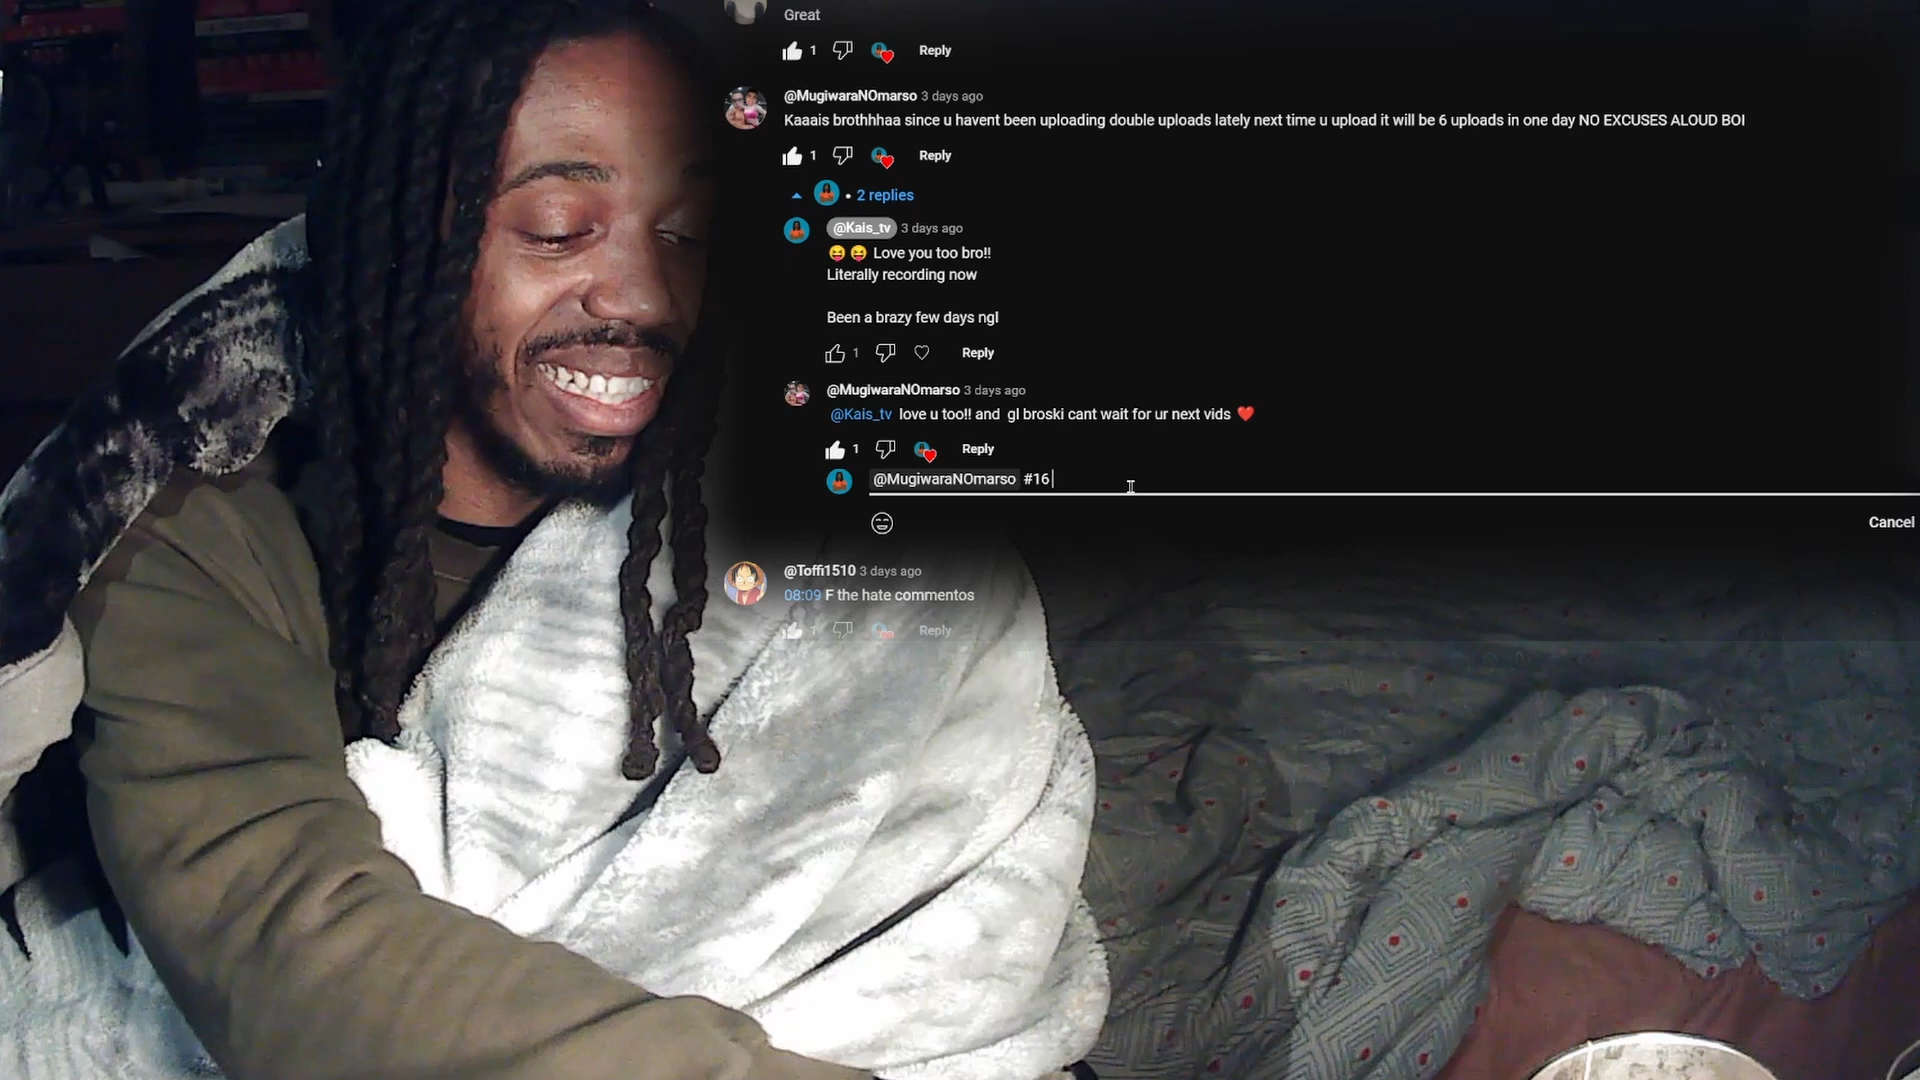 Great
1 Reply
@MugiwaraNOmarso 3 days ago
Kaaais brothhhaa since u havent been uploading double uploads lately next time u upload it will be 6 uploads in one day NO EXCUSES ALOUD BOI
1 Reply
• 2 replies
@Kais_tv 3 days ago
😝 😝 Love you too bro!!
Literally recording now
Been a brazy few days ngl
1 Reply
@MugiwaraNOmarso 3 days ago
@Kais_tv love u too!! and gl broski cant wait for ur next vids ❤️
1 Reply
@MugiwaraNOmarso #16
Cancel
@Toffi1510 3 days ago
08:09 F the hate commentos
1 Reply